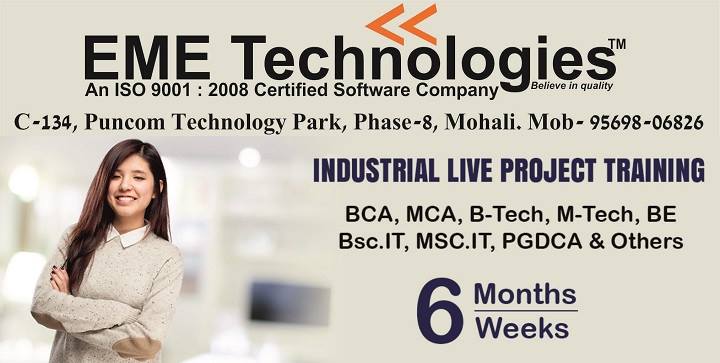 EME Technologies™
An ISO 9001 : 2008 Certified Software Company
Believe in quality
C-134, Puncom Technology Park, Phase-8, Mohali. Mob- 95698-06826
INDUSTRIAL LIVE PROJECT TRAINING
BCA, MCA, B-Tech, M-Tech, BE
Bsc.IT, MSC.IT, PGDCA & Others
6 Months
Weeks